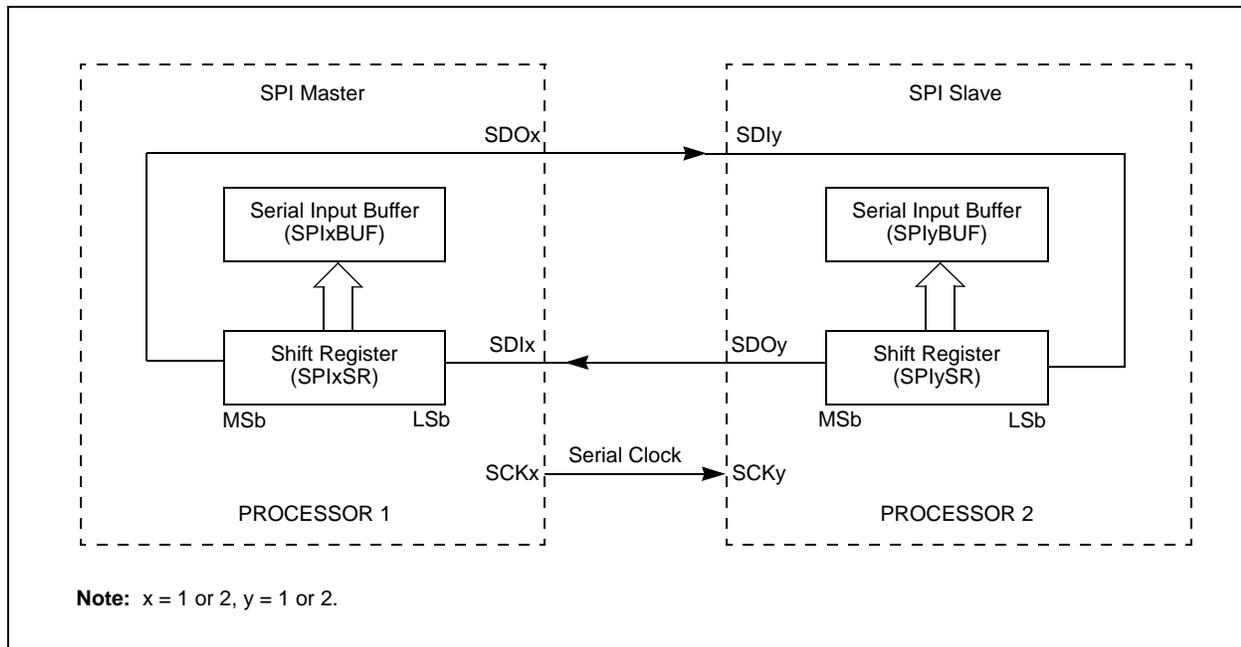 SPI Master
SPI Slave
SDOx
SDIy
Serial Input Buffer
(SPIxBUF)
Serial Input Buffer
(SPIyBUF)
Shift Register
(SPIxSR)
SDIx
SDOy
Shift Register
(SPIySR)
MSb
LSb
MSb
LSb
Serial Clock
SCKx
SCKy
PROCESSOR 1
PROCESSOR 2
Note: x = 1 or 2, y = 1 or 2.